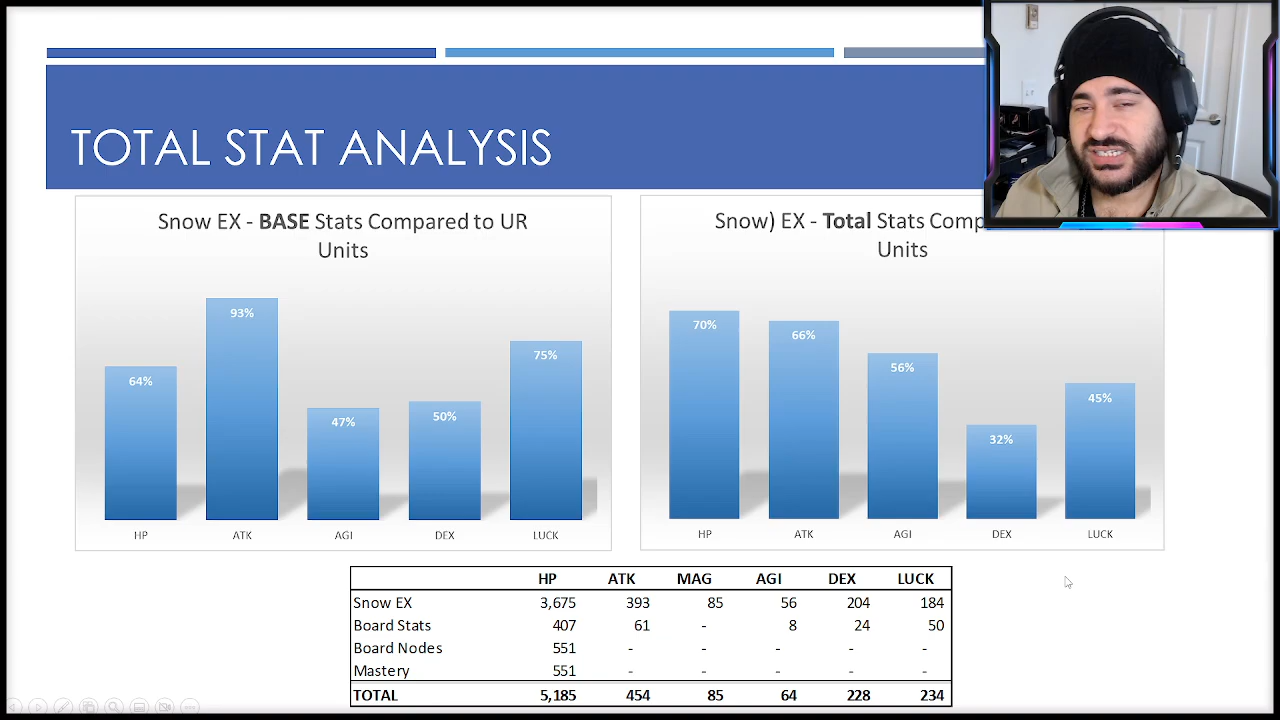 TOTAL STAT ANALYSIS
Snow EX - BASE Stats Compared to UR
Units
93%
75%
64%
50%
47%
HP ATK AGI DEX LUCK
Snow) EX - Total Stats Comp
Units
70%
66%
56%
45%
32%
HP ATK AGI DEX LUCK
HP ATK MAG AGI DEX LUCK
Snow EX 3,675 393 85 56 204 184
Board Stats 407 61 - 8 24 50
Board Nodes 551 - - - - -
Mastery 551 - - - - -
TOTAL 5,185 454 85 64 228 234